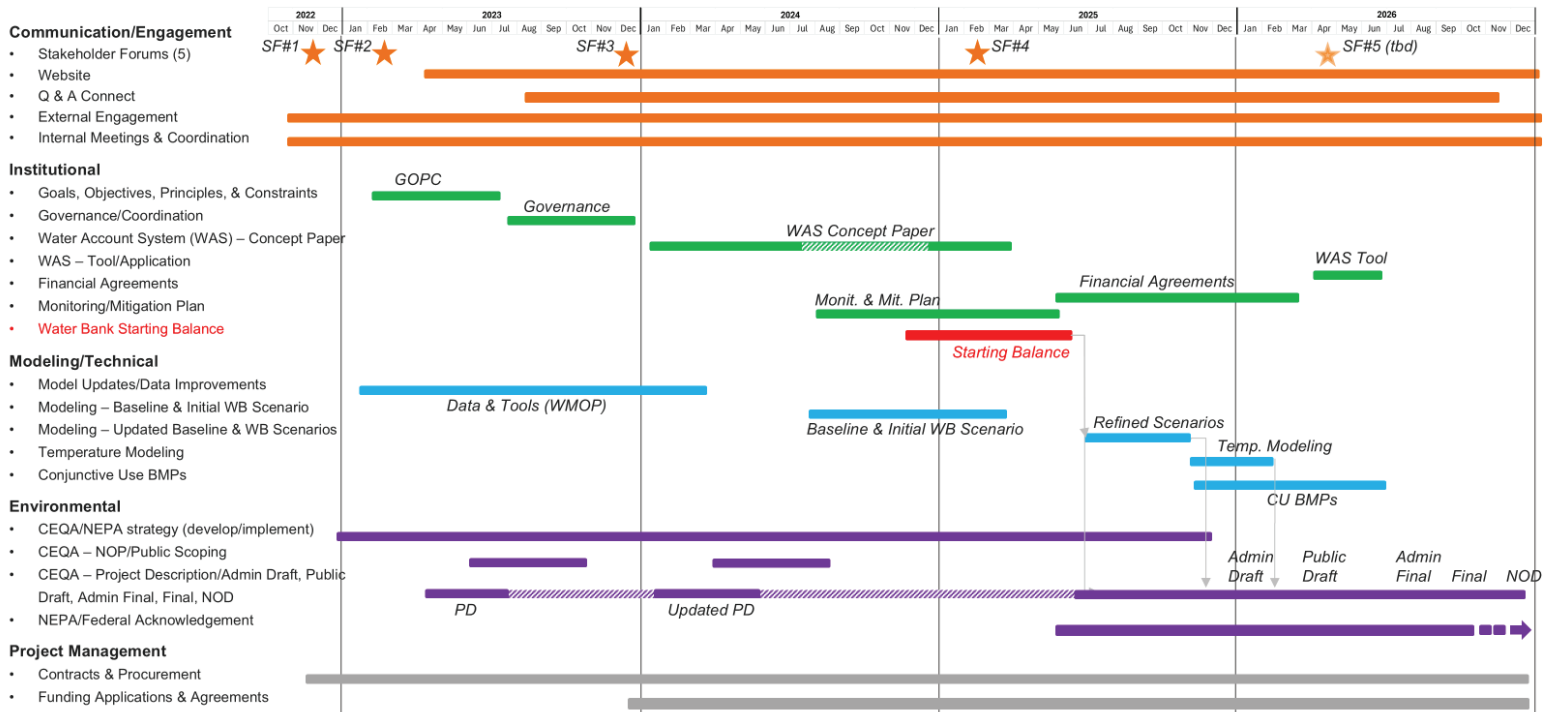 2022 2023 2024 2025 2026
Oct Nov Dec Jan Feb Mar Apr May Jun Jul Aug Sep Oct Nov Dec Jan Feb Mar Apr May Jun Jul Aug Sep Oct Nov Dec Jan Feb Mar Apr May Jun Jul Aug Sep Oct Nov Dec Jan Feb Mar Apr May Jun Jul Aug Sep Oct Nov Dec
Communication/Engagement
SF#1 SF#2 SF#3 SF#4 SF#5 (tbd)
• Stakeholder Forums (5)
• Website
• Q & A Connect
• External Engagement
• Internal Meetings & Coordination
Institutional
GOPC
• Goals, Objectives, Principles, & Constraints
Governance
• Governance/Coordination
WAS Concept Paper
• Water Account System (WAS) – Concept Paper
WAS Tool
• WAS – Tool/Application
Financial Agreements
• Financial Agreements
Monit. & Mit. Plan
• Monitoring/Mitigation Plan
• Water Bank Starting Balance
Starting Balance
Modeling/Technical
• Model Updates/Data Improvements
Data & Tools (WMOP)
• Modeling – Baseline & Initial WB Scenario
Baseline & Initial WB Scenario
Refined Scenarios
• Modeling – Updated Baseline & WB Scenarios
Temp. Modeling
• Temperature Modeling
• Conjunctive Use BMPs
CU BMPs
Environmental
• CEQA/NEPA strategy (develop/implement)
• CEQA – NOP/Public Scoping
Admin Public Admin
Draft Draft Final Final NOD
• CEQA – Project Description/Admin Draft, Public
Draft, Admin Final, Final, NOD
PD Updated PD
• NEPA/Federal Acknowledgement
Project Management
• Contracts & Procurement
• Funding Applications & Agreements